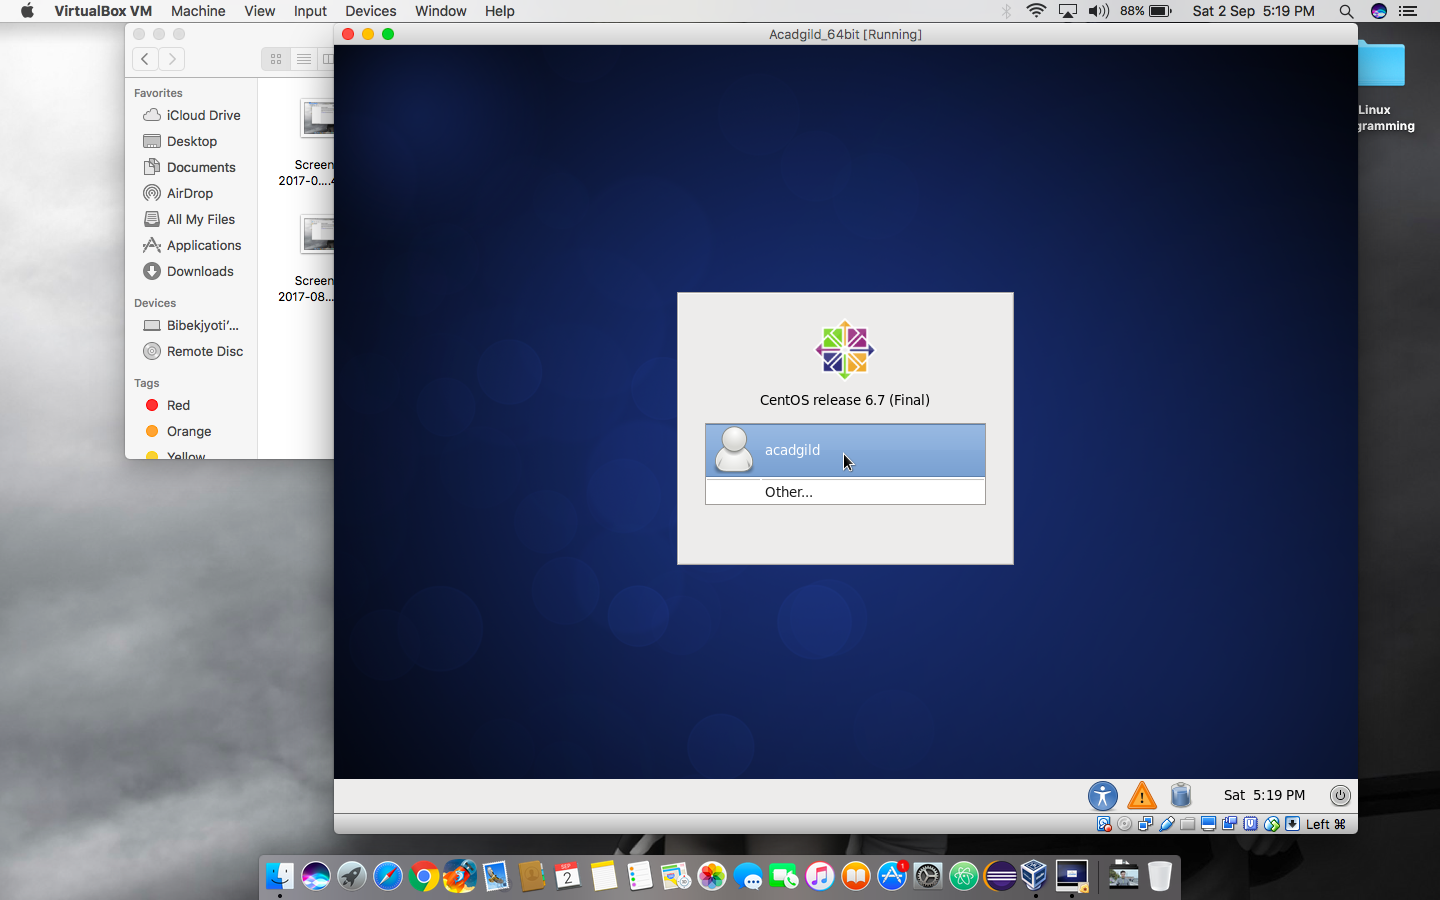 VirtualBox VM Machine View Input Devices Window Help 88% Sat 2 Sep 5:19 PM
Acadgild_64bit [Running]
Favorites
iCloud Drive
Desktop
Documents
AirDrop
All My Files
Applications
Downloads
Devices
Bibekjyoti’...
Remote Disc
Tags
Red
Orange
Yellow
Screen
2017-0...
Screen
2017-08...
Linux
gramming
CentOS release 6.7 (Final)
acadgild
Other...
Sat 5:19 PM
Left ⌘
SEP
2
1